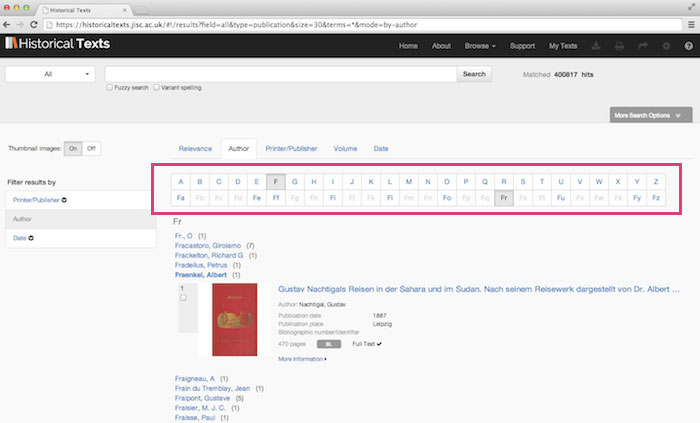 Historical Texts
https://historicaltexts.jisc.ac.uk/#!/results?field=all&type=publication&size=30&terms=*&mode=by-author
Historical Texts Home About Browse Support My Texts
All Search Matched 400817 hits
Fuzzy search Variant spelling
More Search Options
Thumbnail images: On Off Relevance Author Printer/Publisher Volume Date
A B C D E F G H I J K L M N O P Q R S T U V W X Y Z
Filter results by
Printer/Publisher Fa Fb Fc Fd Fe Ff Fg Fh Fi Fj Fk Fl Fm Fn Fo Fp Fq Fr Fs Ft Fu Fv Fw Fx Fy Fz
Author
Fr
Date
Fr., O (1)
Fracastoro, Girolamo (7)
Frackelton, Richard G (1)
Fradelius, Petrus (1)
Fraenkel, Albert (1)
1
Gustav Nachtigals Reisen in der Sahara und im Sudan. Nach seinem Reisewerk dargestellt von Dr. Albert ...
Author: Nachtigal, Gustav
Publication date 1887
Publication place Leipzig
Bibliographic number/identifier
470 pages BL Full Text
More Information
Fraigneau, A (1)
Frain du Tremblay, Jean (1)
Fraipont, Gustave (5)
Fraisier, M. J. C. (1)
Fraisse, Paul (1)